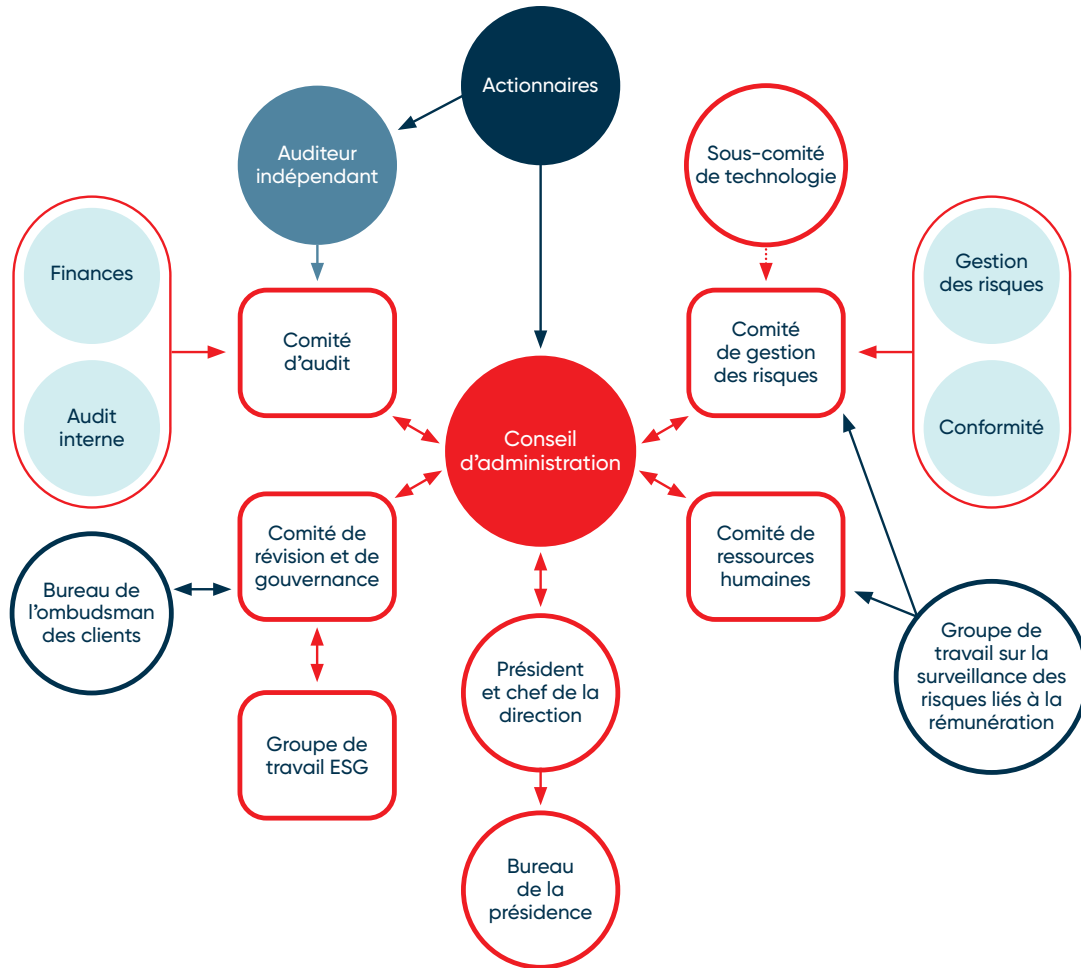 Actionnaires
Auditeur
indépendant
Sous-comité
de technologie
Finances
Gestion
des risques
Comité
d'audit
Comité
de gestion
des risques
Audit
interne
Conseil
d'administration
Conformité
Comité de
révision et de
gouvernance
Comité de
ressources
humaines
Bureau de
l'ombudsman
des clients
Président
et chef de la
direction
Groupe de
travail sur la
surveillance des
risques liés à la
rémunération
Groupe de
travail ESG
Bureau
de la
présidence